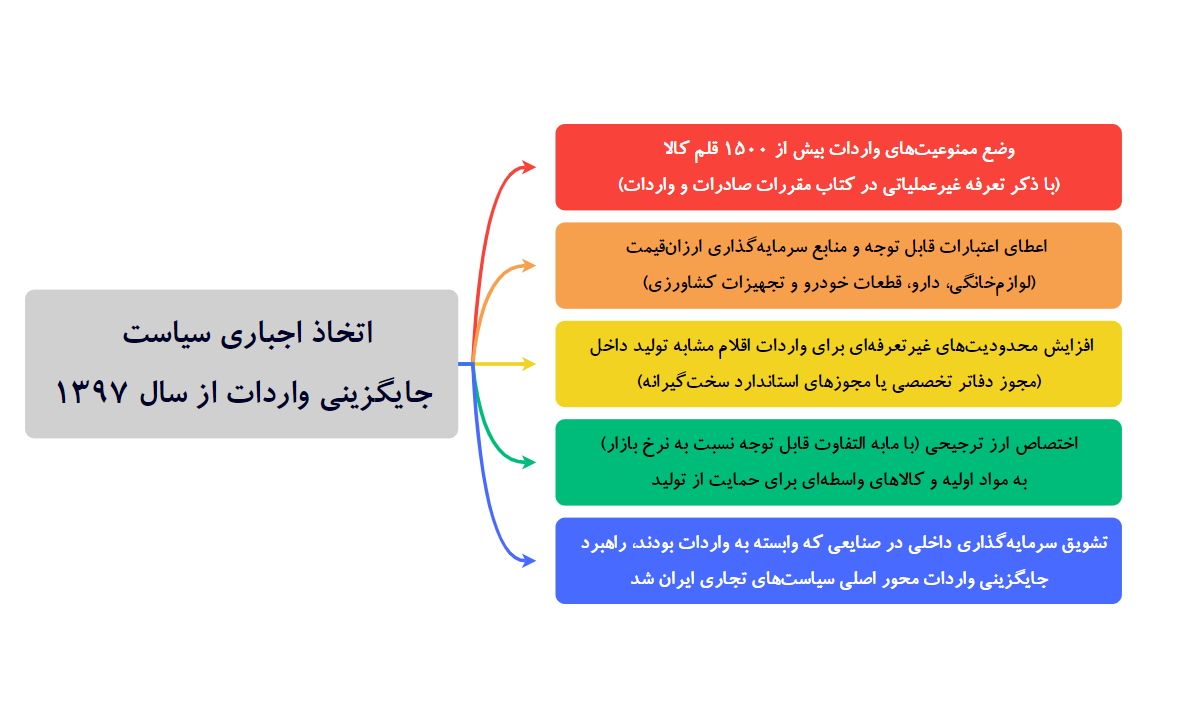 اتخاذ اجباری سیاست
جایگزینی واردات از سال ۱۳۹۷
وضع ممنوعیت‌های واردات بیش از ۱۵۰۰ قلم کالا
(با ذکر تعرفه غیرعملیاتی در کتاب مقررات صادرات و واردات)
اعطای اعتبارات قابل توجه و منابع سرمایه‌گذاری ارزان‌قیمت
(لوازم‌خانگی، دارو، قطعات خودرو و تجهیزات کشاورزی)
افزایش محدودیت‌های غیرتعرفه‌ای برای واردات اقلام مشابه تولید داخل
(مجوز دفاتر تخصصی یا مجوزهای استاندارد سخت‌گیرانه)
اختصاص ارز ترجیحی (با مابه التفاوت قابل توجه نسبت به نرخ بازار)
به مواد اولیه و کالاهای واسطه‌ای برای حمایت از تولید
تشویق سرمایه‌گذاری داخلی در صنایعی که وابسته به واردات بودند، راهبرد
جایگزینی واردات محور اصلی سیاست‌های تجاری ایران شد